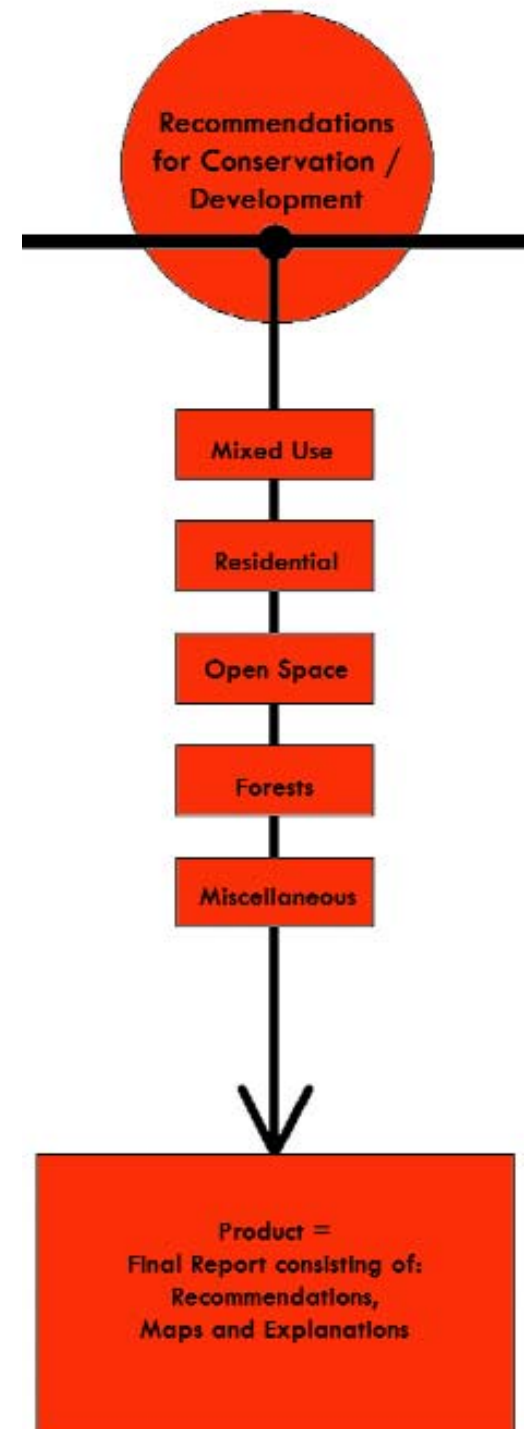 Recommendations
for Conservation /
Development
Mixed Use
Residential
Open Space
Forests
Miscellaneous
Product =
Final Report consisting of:
Recommendations,
Maps and Explanations